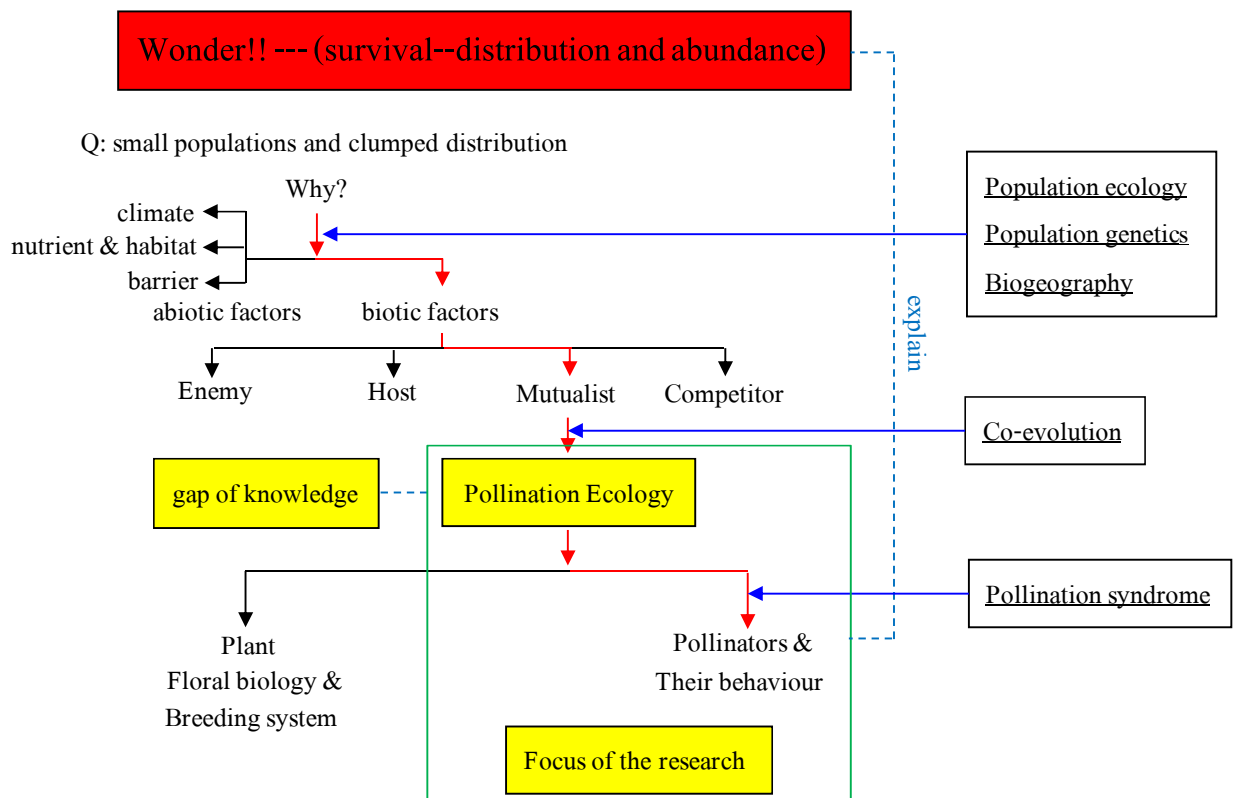 Wonder!! --- (survival--distribution and abundance)
Q: small populations and clumped distribution
Why?
climate
nutrient & habitat
barrier
abiotic factors
biotic factors
Population ecology
Population genetics
Biogeography
explain
Enemy
Host
Mutualist
Competitor
Co-evolution
gap of knowledge
Pollination Ecology
Pollination syndrome
Plant
Floral biology &
Breeding system
Pollinators &
Their behaviour
Focus of the research